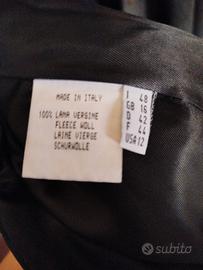 MADE IN ITALY
100% LANA VERGINE
FLEECE WOLL
LAINE VIERGE
SCHURWOLLE
I 48
GB 16
D 42
F 44
USA 12
subito